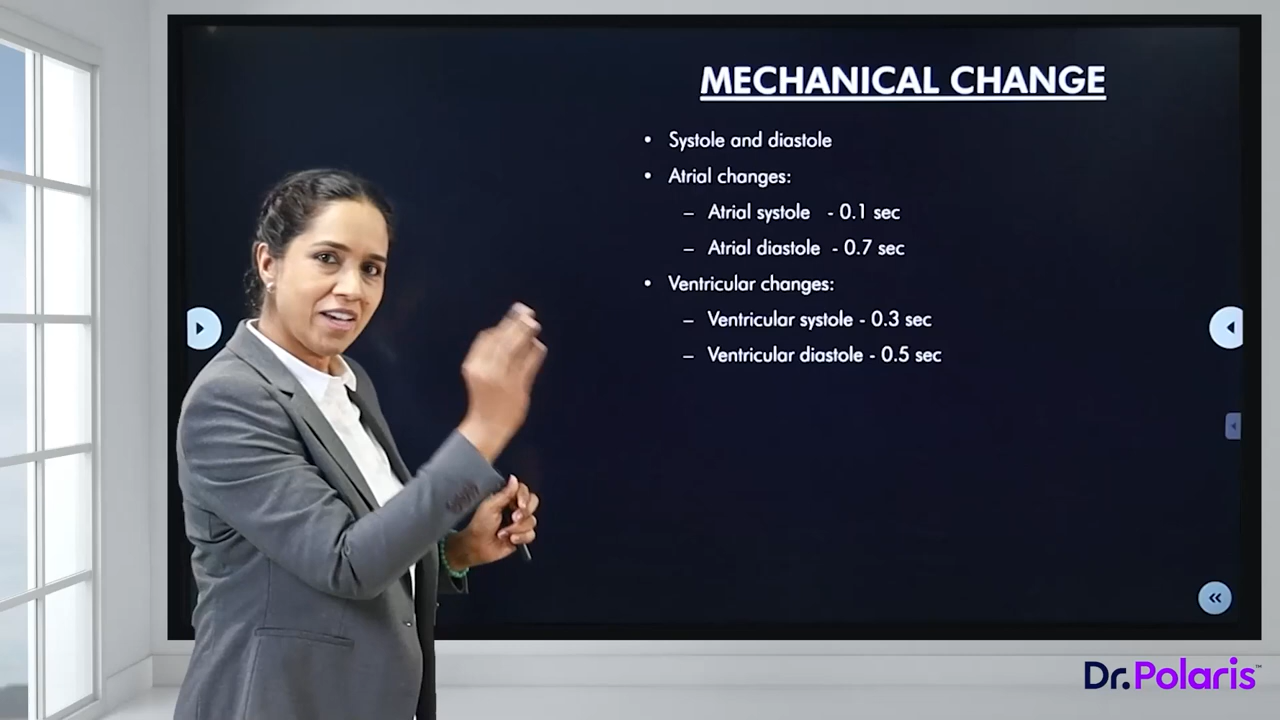 MECHANICAL CHANGE
• Systole and diastole
• Atrial changes:
– Atrial systole - 0.1 sec
– Atrial diastole - 0.7 sec
• Ventricular changes:
– Ventricular systole - 0.3 sec
– Ventricular diastole - 0.5 sec
Dr.Polaris™